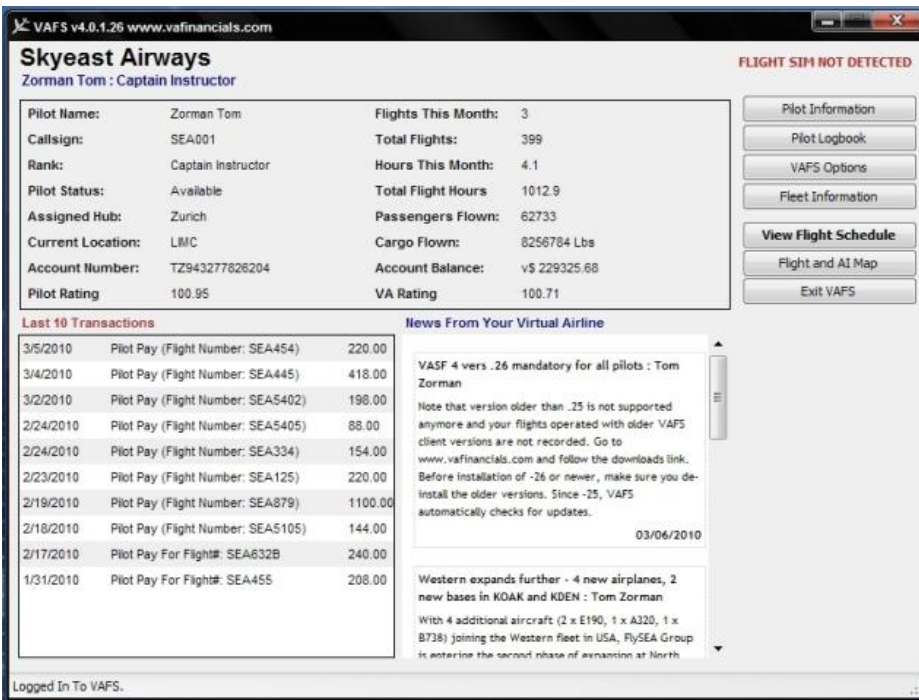 VAFS v4.0.1.26 www.vafinancials.com
Skyeast Airways
Zorman Tom : Captain Instructor
FLIGHT SIM NOT DETECTED
Pilot Name: Zorman Tom Flights This Month: 3
Callsign: SEA001 Total Flights: 399
Rank: Captain Instructor Hours This Month: 4.1
Pilot Status: Available Total Flight Hours 1012.9
Assigned Hub: Zurich Passengers Flown: 62733
Current Location: LIMC Cargo Flown: 8256784 Lbs
Account Number: TZ943277826204 Account Balance: v$ 229325.68
Pilot Rating 100.95 VA Rating 100.71
Pilot Information
Pilot Logbook
VAFS Options
Fleet Information
View Flight Schedule
Flight and AI Map
Exit VAFS
Last 10 Transactions
3/5/2010 Pilot Pay (Flight Number: SEA454) 220.00
3/4/2010 Pilot Pay (Flight Number: SEA445) 418.00
3/2/2010 Pilot Pay (Flight Number: SEA5402) 198.00
2/24/2010 Pilot Pay (Flight Number: SEA5405) 88.00
2/24/2010 Pilot Pay (Flight Number: SEA334) 154.00
2/23/2010 Pilot Pay (Flight Number: SEA125) 220.00
2/19/2010 Pilot Pay (Flight Number: SEA879) 1100.00
2/18/2010 Pilot Pay (Flight Number: SEA5105) 144.00
2/17/2010 Pilot Pay For Flight#: SEA632B 240.00
1/31/2010 Pilot Pay For Flight#: SEA455 208.00
News From Your Virtual Airline
VASF 4 vers .26 mandatory for all pilots : Tom
Zorman
Note that version older than .25 is not supported
anymore and your flights operated with older VAFS
client versions are not recorded. Go to
www.vafinancials.com and follow the downloads link.
Before installation of -26 or newer, make sure you de-
install the older versions. Since -25, VAFS
automatically checks for updates.
03/06/2010
Western expands further - 4 new airplanes, 2
new bases in KOAK and KDEN : Tom Zorman
With 4 additional aircraft (2 x E190, 1 x A320, 1 x
B738) joining the Western fleet in USA, FlySEA Group
is entering the second phase of expansion at North
Logged In To VAFS.